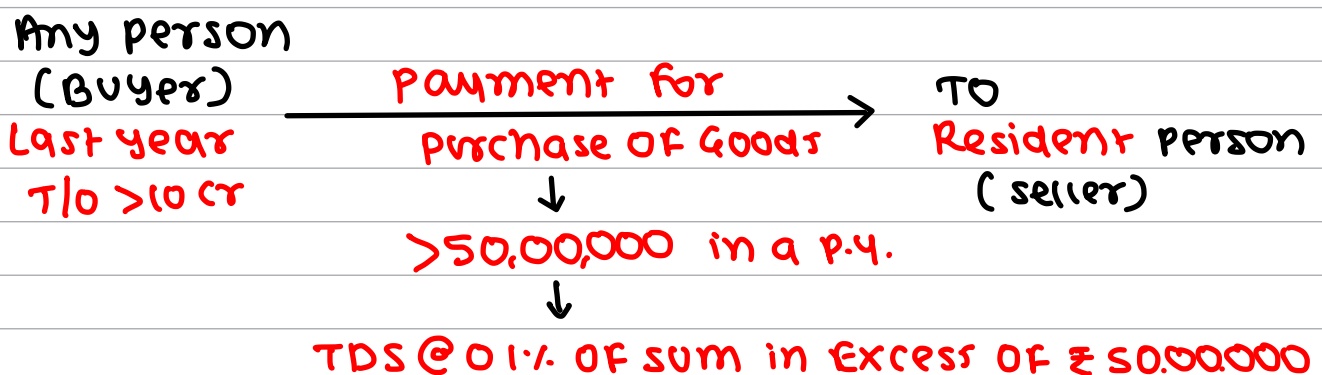 Any person
(Buyer) Payment For TO
Last year Purchase OF Goods Resident person
T/O >10 Cr (seller)
>50,00,000 in a P.Y.
TDS @ 0.1% OF sum in Excess OF ₹ 50.00.000